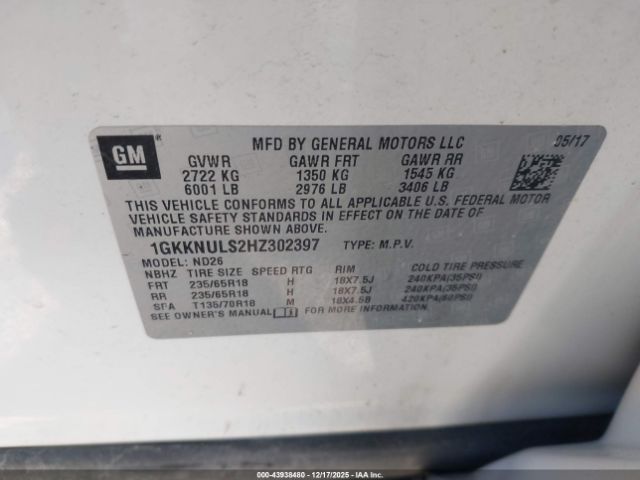 GM ®
MFD BY GENERAL MOTORS LLC 05/17
GVWR GAWR FRT GAWR RR
2722 KG 1350 KG 1545 KG
6001 LB 2976 LB 3406 LB
THIS VEHICLE CONFORMS TO ALL APPLICABLE U.S. FEDERAL MOTOR
VEHICLE SAFETY STANDARDS IN EFFECT ON THE DATE OF
MANUFACTURE SHOWN ABOVE.
1GKKNULS2HZ302397 TYPE: M.P.V.
MODEL: ND26
NBHZ TIRE SIZE SPEED RTG RIM COLD TIRE PRESSURE
FRT 235/65R18 H 18X7.5J 240KPA(35PSI)
RR 235/65R18 H 18X7.5J 240KPA(35PSI)
SPA T135/70R18 M 18X4.5B 420KPA(60PSI)
SEE OWNER'S MANUAL FOR MORE INFORMATION.
000-43938480 - 12/17/2025 - IAA Inc.